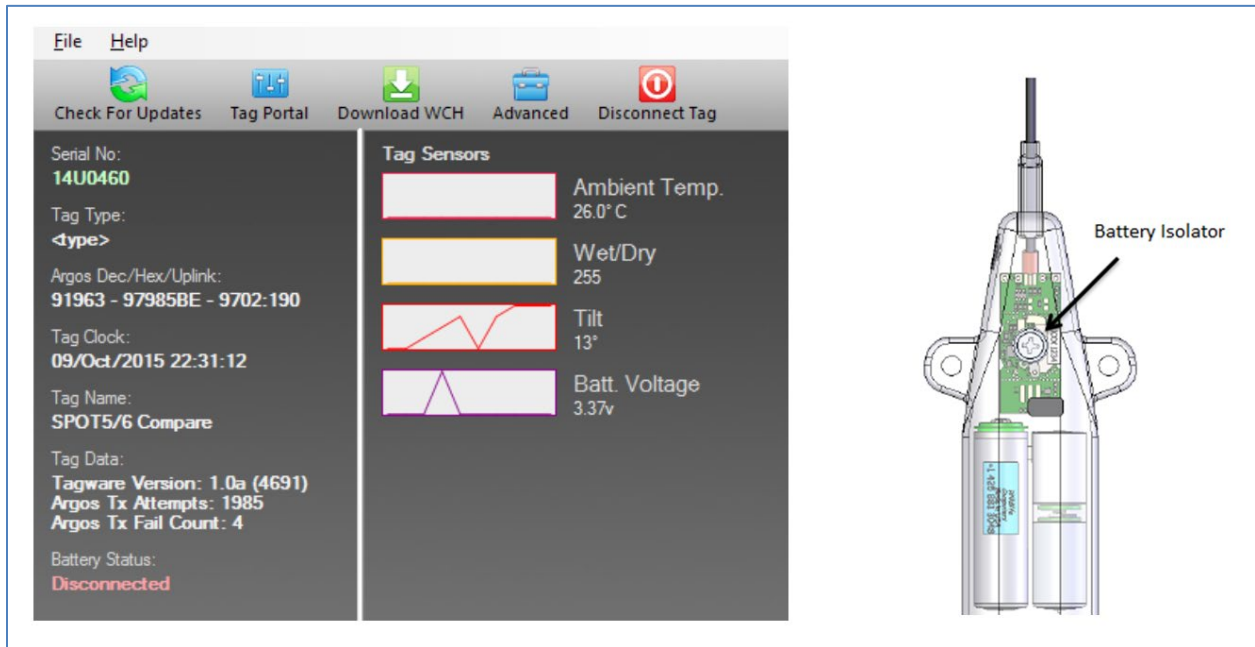 File Help
Check For Updates Tag Portal Download WCH Advanced Disconnect Tag
Serial No:
14U0460
Tag Type:
<type>
Argos Dec/Hex/Uplink:
91963 - 97985BE - 9702:190
Tag Clock:
09/Oct/2015 22:31:12
Tag Name:
SPOT5/6 Compare
Tag Data:
Tagware Version: 1.0a (4691)
Argos Tx Attempts: 1985
Argos Tx Fail Count: 4
Battery Status:
Disconnected
Tag Sensors
Ambient Temp.
26.0° C
Wet/Dry
255
Tilt
13°
Batt. Voltage
3.37v
Battery Isolator